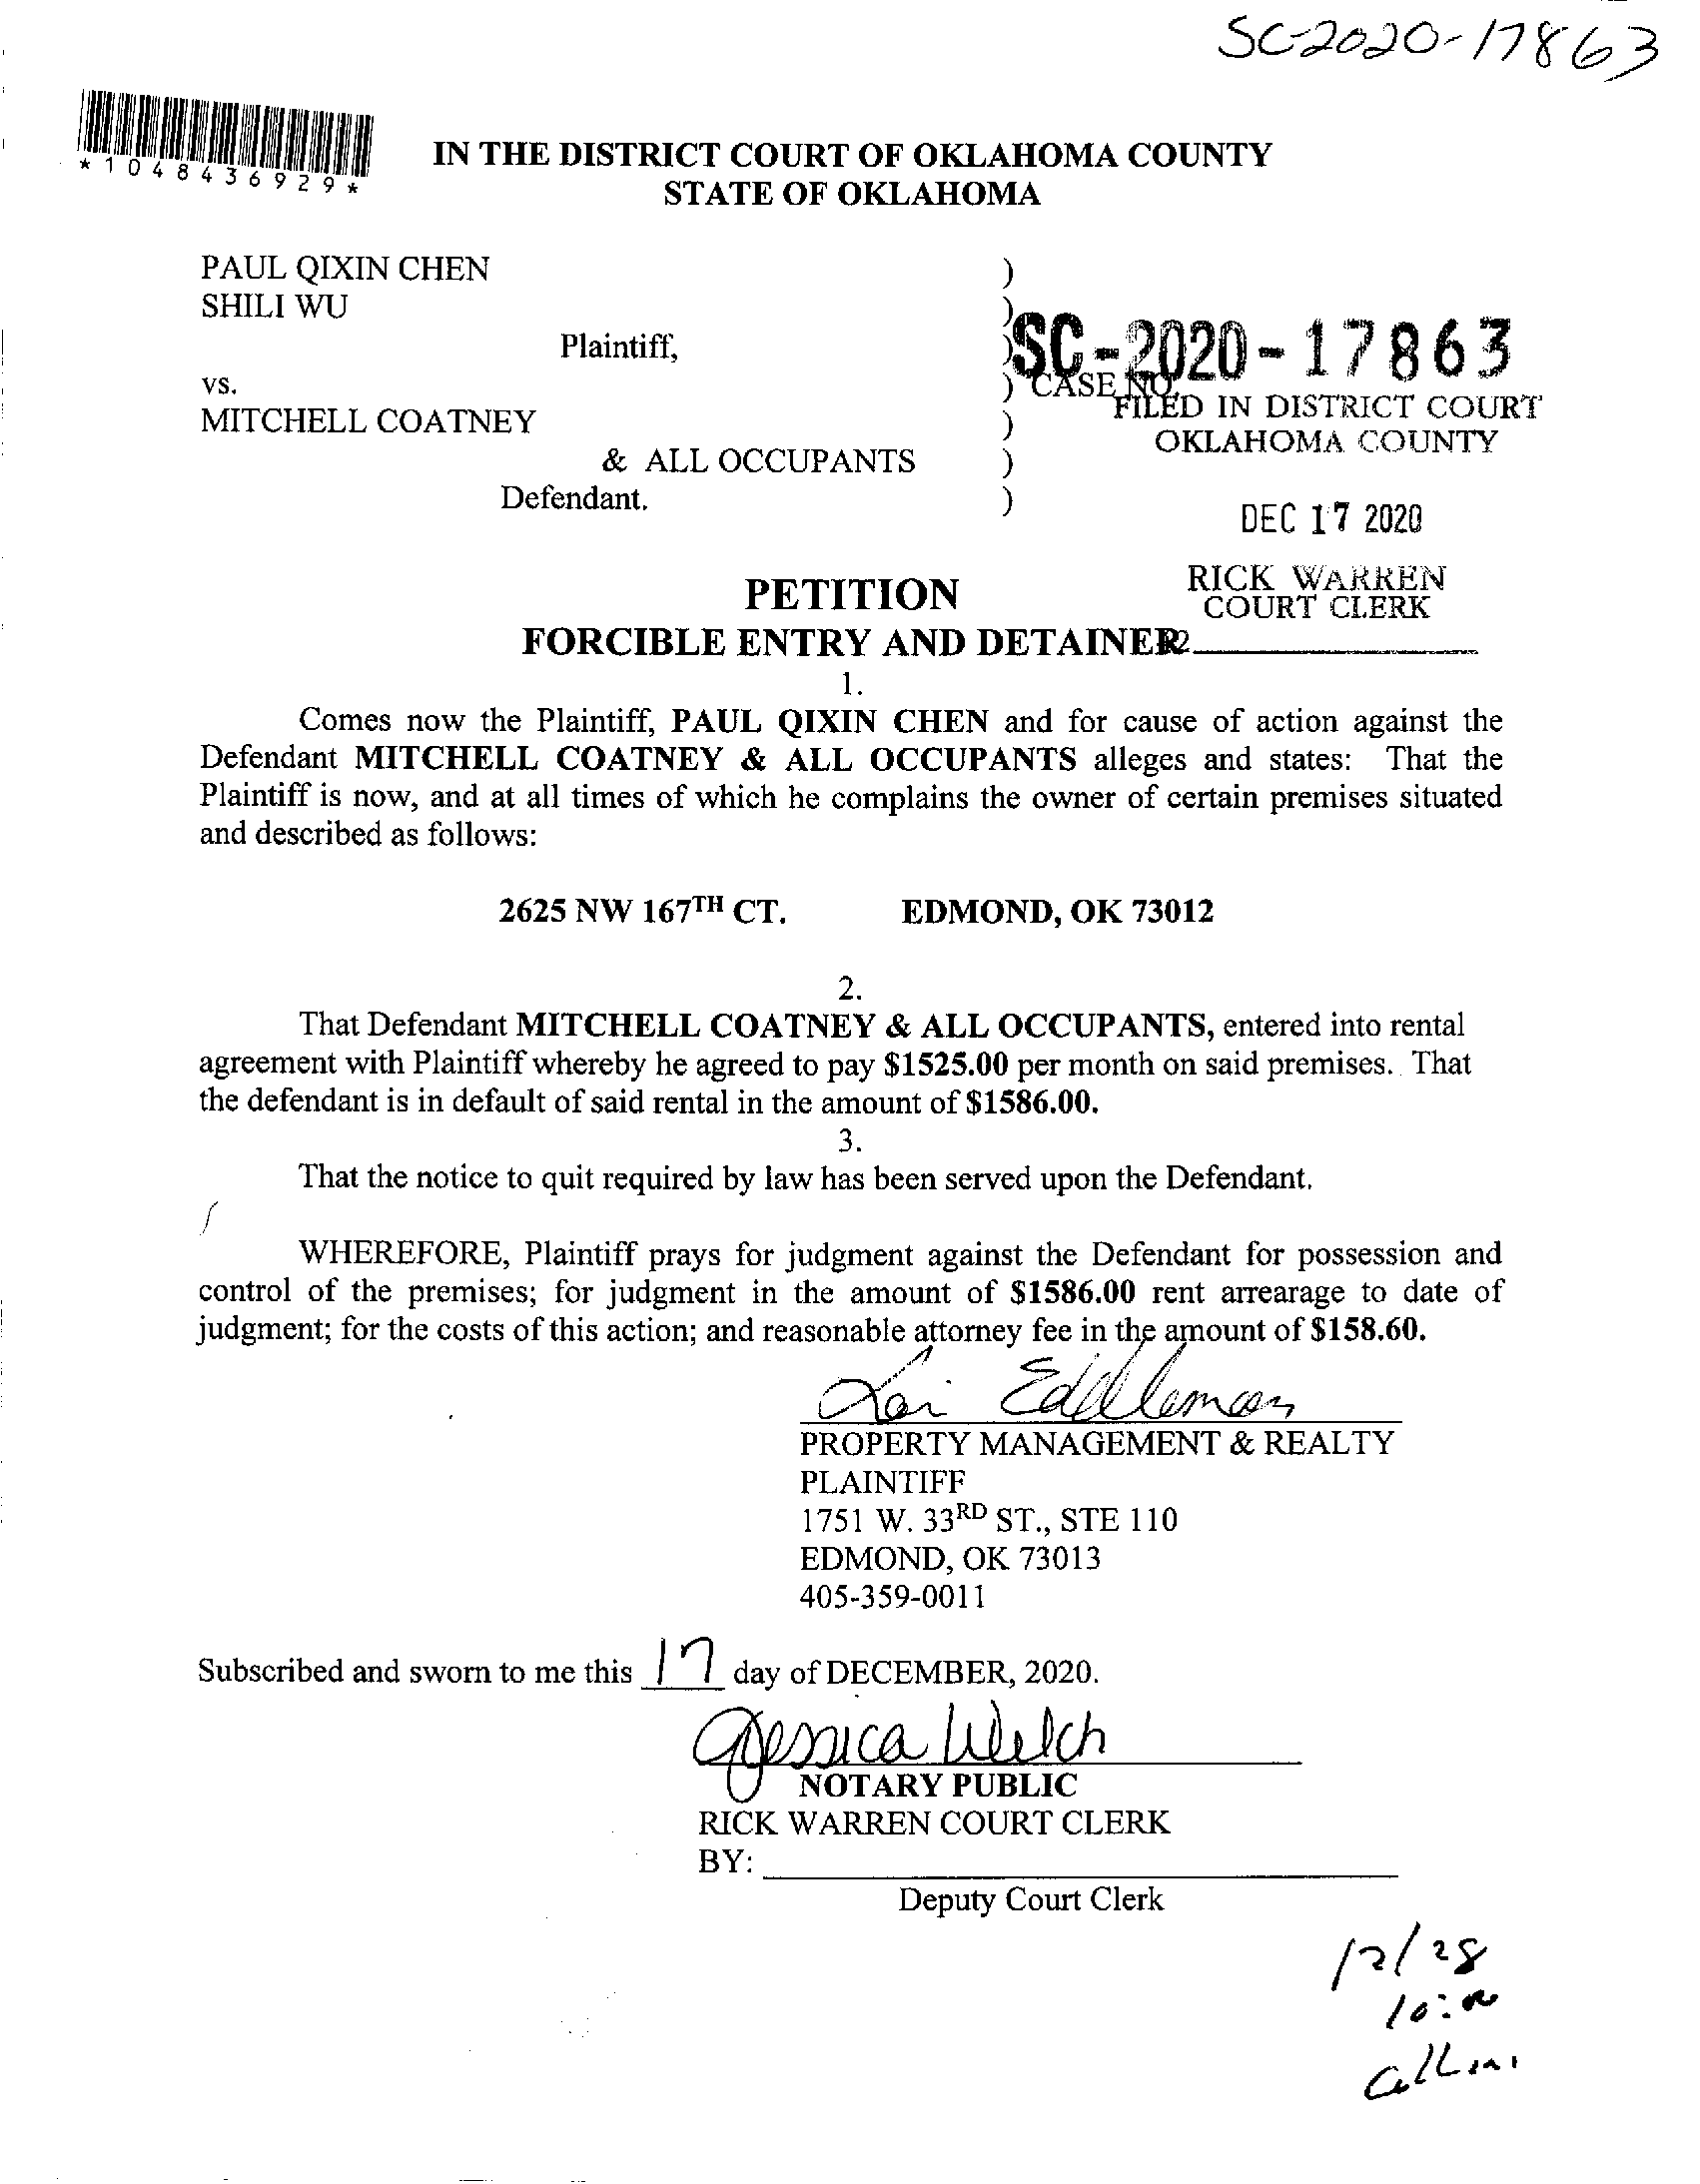 SC-2020-17863
*1048436929*
IN THE DISTRICT COURT OF OKLAHOMA COUNTY
STATE OF OKLAHOMA
PAUL QIXIN CHEN )
SHILI WU )
Plaintiff, ) SC-2020-17863
vs. ) CASE NO.
FILED IN DISTRICT COURT
MITCHELL COATNEY )
OKLAHOMA COUNTY
& ALL OCCUPANTS )
Defendant. )
DEC 17 2020
RICK WARREN
COURT CLERK
PETITION
FORCIBLE ENTRY AND DETAINER
1.
Comes now the Plaintiff, PAUL QIXIN CHEN and for cause of action against the
Defendant MITCHELL COATNEY & ALL OCCUPANTS alleges and states: That the
Plaintiff is now, and at all times of which he complains the owner of certain premises situated
and described as follows:
2625 NW 167TH CT. EDMOND, OK 73012
2.
That Defendant MITCHELL COATNEY & ALL OCCUPANTS, entered into rental
agreement with Plaintiff whereby he agreed to pay $1525.00 per month on said premises. That
the defendant is in default of said rental in the amount of $1586.00.
3.
That the notice to quit required by law has been served upon the Defendant.
WHEREFORE, Plaintiff prays for judgment against the Defendant for possession and
control of the premises; for judgment in the amount of $1586.00 rent arrearage to date of
judgment; for the costs of this action; and reasonable attorney fee in the amount of $158.60.
PROPERTY MANAGEMENT & REALTY
PLAINTIFF
1751 W. 33RD ST., STE 110
EDMOND, OK 73013
405-359-0011
Subscribed and sworn to me this 17 day of DECEMBER, 2020.
Jessica Welch
NOTARY PUBLIC
RICK WARREN COURT CLERK
BY:
Deputy Court Clerk
12/28